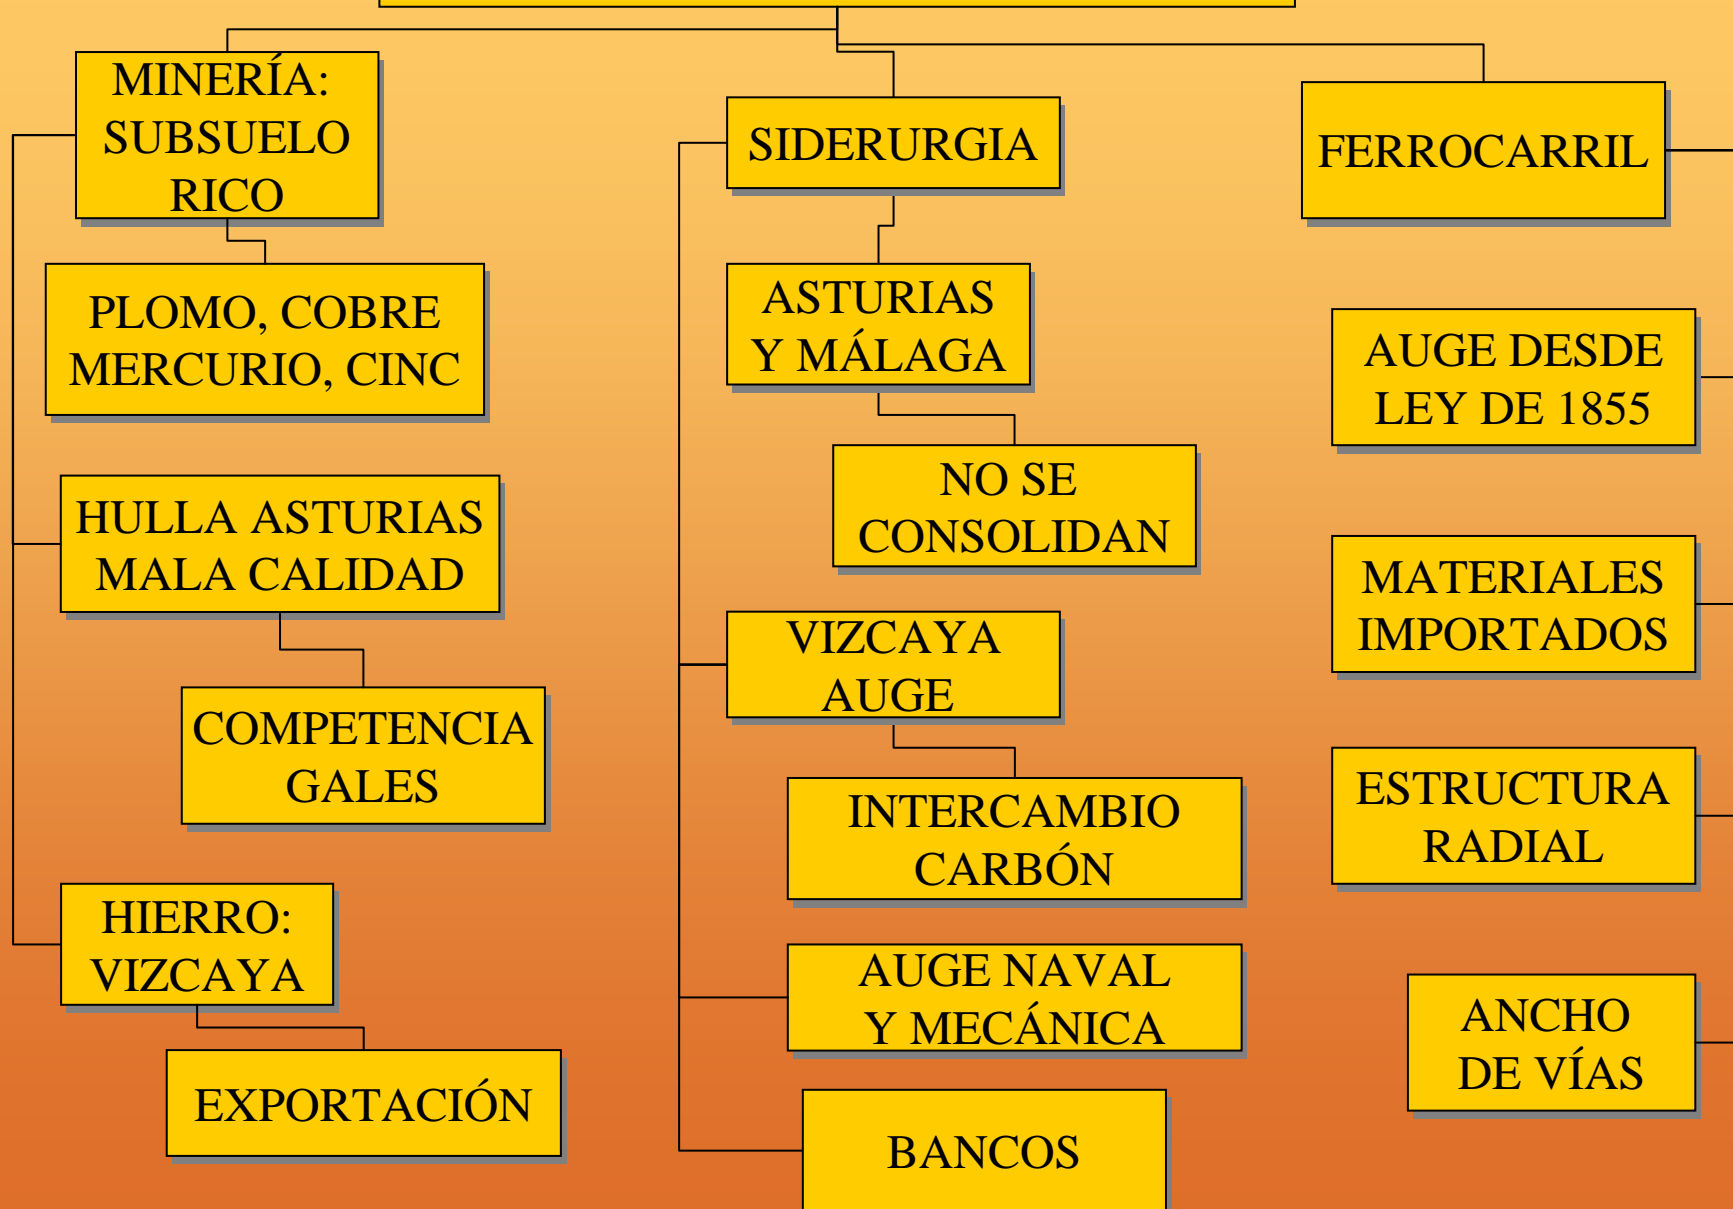 MINERÍA:
SUBSUELO
RICO
PLOMO, COBRE
MERCURIO, CINC
HULLA ASTURIAS
MALA CALIDAD
COMPETENCIA
GALES
HIERRO:
VIZCAYA
EXPORTACIÓN
SIDERURGIA
ASTURIAS
Y MÁLAGA
NO SE
CONSOLIDAN
VIZCAYA
AUGE
INTERCAMBIO
CARBÓN
AUGE NAVAL
Y MECÁNICA
BANCOS
FERROCARRIL
AUGE DESDE
LEY DE 1855
MATERIALES
IMPORTADOS
ESTRUCTURA
RADIAL
ANCHO
DE VÍAS